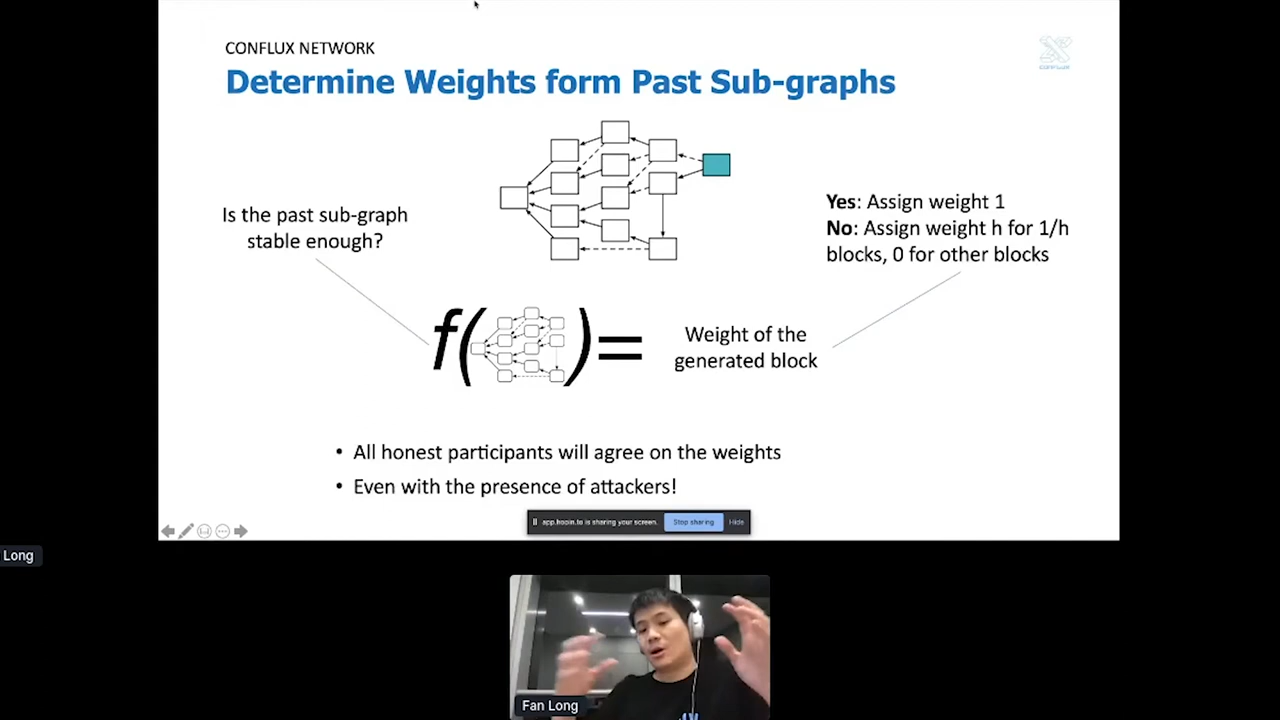 CONFLUX NETWORK
Determine Weights form Past Sub-graphs
CONFLUX
Is the past sub-graph
stable enough?
Yes: Assign weight 1
No: Assign weight h for 1/h
blocks, 0 for other blocks
f( ) =
Weight of the
generated block
• All honest participants will agree on the weights
• Even with the presence of attackers!
app.hopin.to is sharing your screen.
Stop sharing
Hide
Long
Fan Long